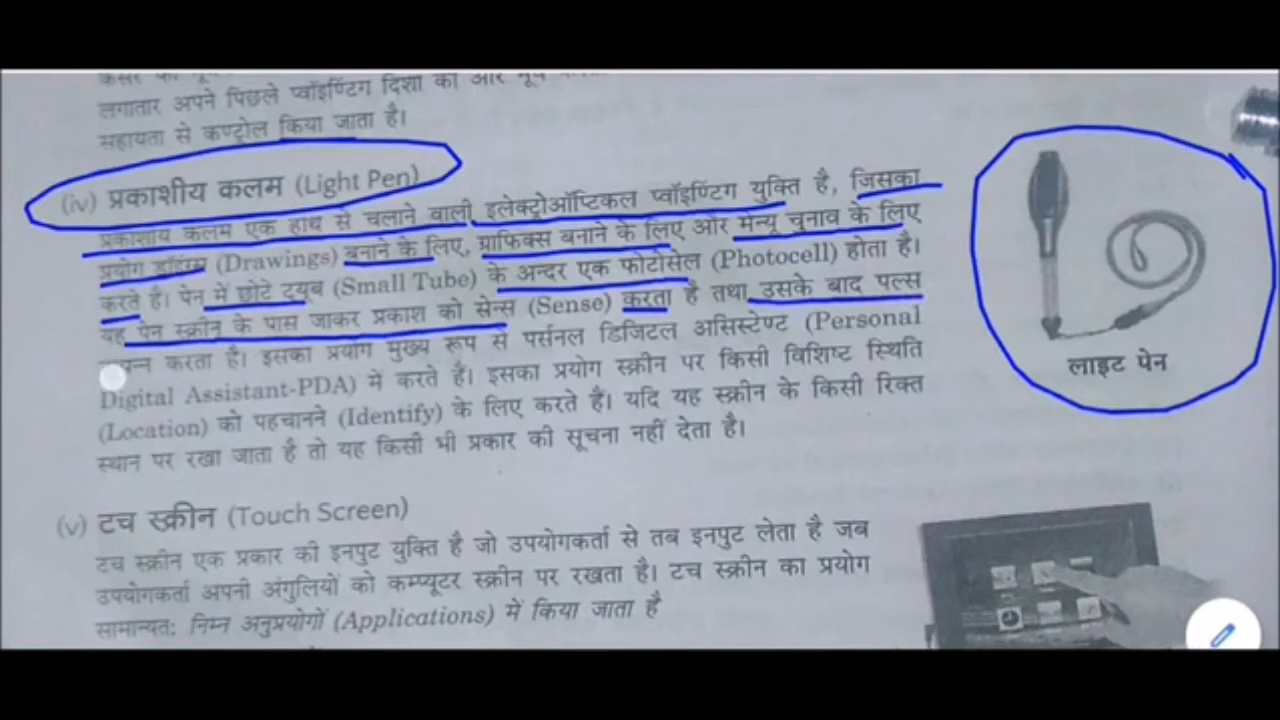 लगातार अपने पिछले प्वॉइण्टिंग दिशा की ओर
सहायता से कण्ट्रोल किया जाता है।
(iv) प्रकाशीय कलम (Light Pen)
प्रकाशीय कलम एक हाथ से चलाने वाली इलेक्ट्रोऑप्टिकल प्वॉइण्टिंग युक्ति है, जिसका
प्रयोग ड्रॉइंग्स (Drawings) बनाने के लिए, ग्राफिक्स बनाने के लिए और मेन्यू चुनाव के लिए
करते हैं। पेन में छोटे ट्यूब (Small Tube) के अन्दर एक फोटोसेल (Photocell) होता है।
यह पेन स्क्रीन के पास जाकर प्रकाश को सेन्स (Sense) करता है तथा उसके बाद पल्स
करता है। इसका प्रयोग मुख्य रूप से पर्सनल डिजिटल असिस्टेण्ट (Personal
Digital Assistant-PDA) में करते हैं। इसका प्रयोग स्क्रीन पर किसी विशिष्ट स्थिति
(Location) को पहचानने (Identify) के लिए करते हैं। यदि यह स्क्रीन के किसी रिक्त
स्थान पर रखा जाता है तो यह किसी भी प्रकार की सूचना नहीं देता है।
लाइट पेन
(v) टच स्क्रीन (Touch Screen)
टच स्क्रीन एक प्रकार की इनपुट युक्ति है जो उपयोगकर्ता से तब इनपुट लेता है जब
उपयोगकर्ता अपनी अंगुलियों को कम्प्यूटर स्क्रीन पर रखता है। टच स्क्रीन का प्रयोग
सामान्यत: निम्न अनुप्रयोगों (Applications) में किया जाता है